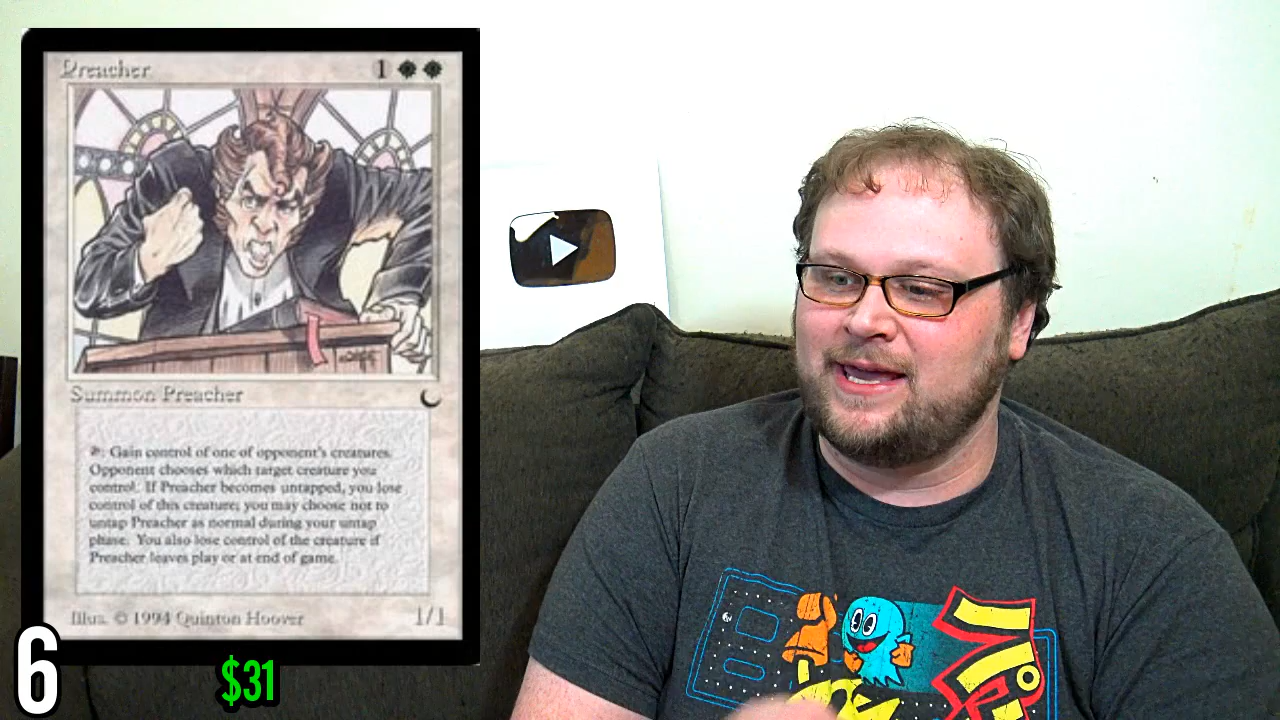 Preacher 1
Summon Preacher
: Gain control of one of opponent's creatures.
Opponent chooses which target creature you
control. If Preacher becomes untapped, you lose
control of this creature; you may choose not to
untap Preacher as normal during your untap
phase. You also lose control of the creature if
Preacher leaves play or at end of game.
Illus. © 1994 Quinton Hoover 1/1
6 $31